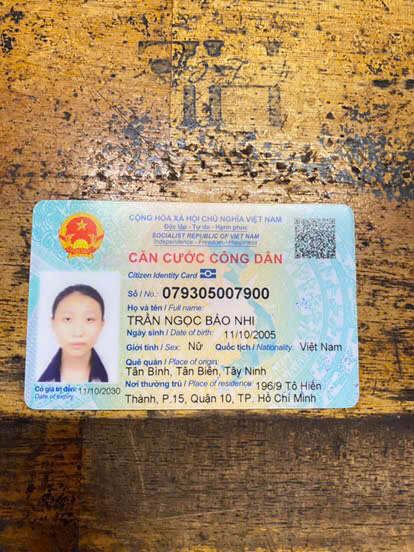 CỘNG HÒA XÃ HỘI CHỦ NGHĨA VIỆT NAM
Độc lập - Tự do - Hạnh phúc
SOCIALIST REPUBLIC OF VIET NAM
Independence - Freedom - Happiness
CĂN CƯỚC CÔNG DÂN
Citizen Identity Card
Số / No.: 079305007900
Họ và tên / Full name:
TRẦN NGỌC BẢO NHI
Ngày sinh / Date of birth: 11/10/2005
Giới tính / Sex: Nữ Quốc tịch / Nationality: Việt Nam
Quê quán / Place of origin:
Tân Bình, Tân Biên, Tây Ninh
Nơi thường trú / Place of residence: 196/9 Tô Hiến
Thành, P.15, Quận 10, TP. Hồ Chí Minh
Có giá trị đến: 11/10/2030
Date of expiry